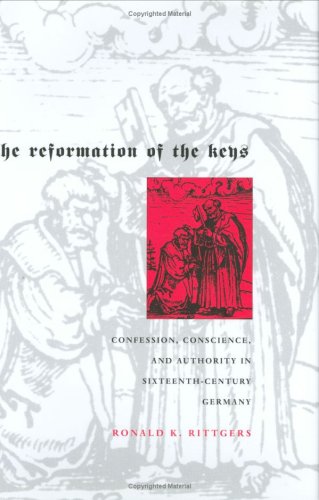 Copyrighted Material
he reformation of the keys
CONFESSION, CONSCIENCE,
AND AUTHORITY IN
SIXTEENTH-CENTURY
GERMANY
RONALD K. RITTGERS
Copyrighted Material